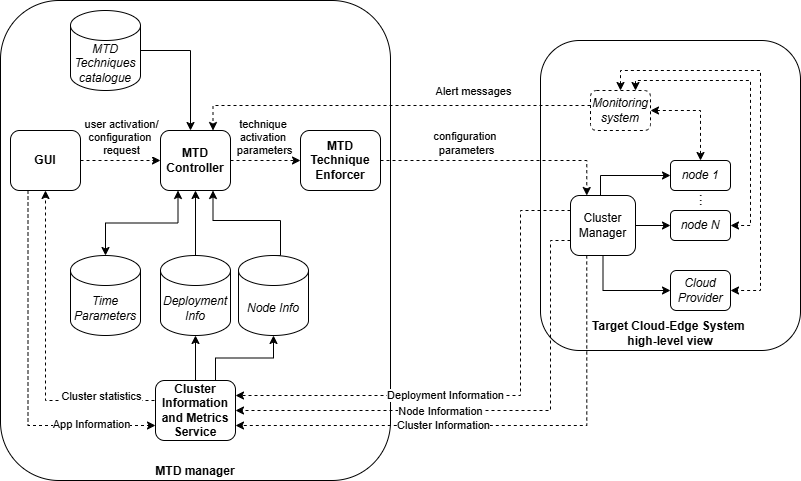 MTD
Techniques
catalogue
Alert messages
Monitoring
system
user activation/
configuration
request
technique
activation
parameters
configuration
parameters
GUI
MTD
Controller
MTD
Technique
Enforcer
node 1
...
node N
Cluster
Manager
Cloud
Provider
Time
Parameters
Deployment
Info
Node Info
Target Cloud-Edge System
high-level view
Cluster statistics
App Information
Cluster
Information
and Metrics
Service
Deployment Information
Node Information
Cluster Information
MTD manager